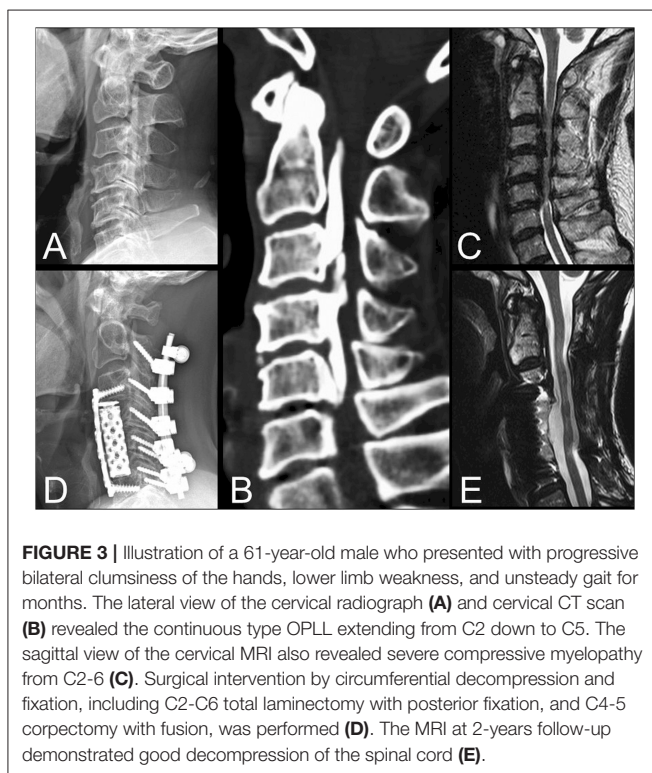 A
B
C
D
E
FIGURE 3 | Illustration of a 61-year-old male who presented with progressive
bilateral clumsiness of the hands, lower limb weakness, and unsteady gait for
months. The lateral view of the cervical radiograph (A) and cervical CT scan
(B) revealed the continuous type OPLL extending from C2 down to C5. The
sagittal view of the cervical MRI also revealed severe compressive myelopathy
from C2-6 (C). Surgical intervention by circumferential decompression and
fixation, including C2-C6 total laminectomy with posterior fixation, and C4-5
corpectomy with fusion, was performed (D). The MRI at 2-years follow-up
demonstrated good decompression of the spinal cord (E).